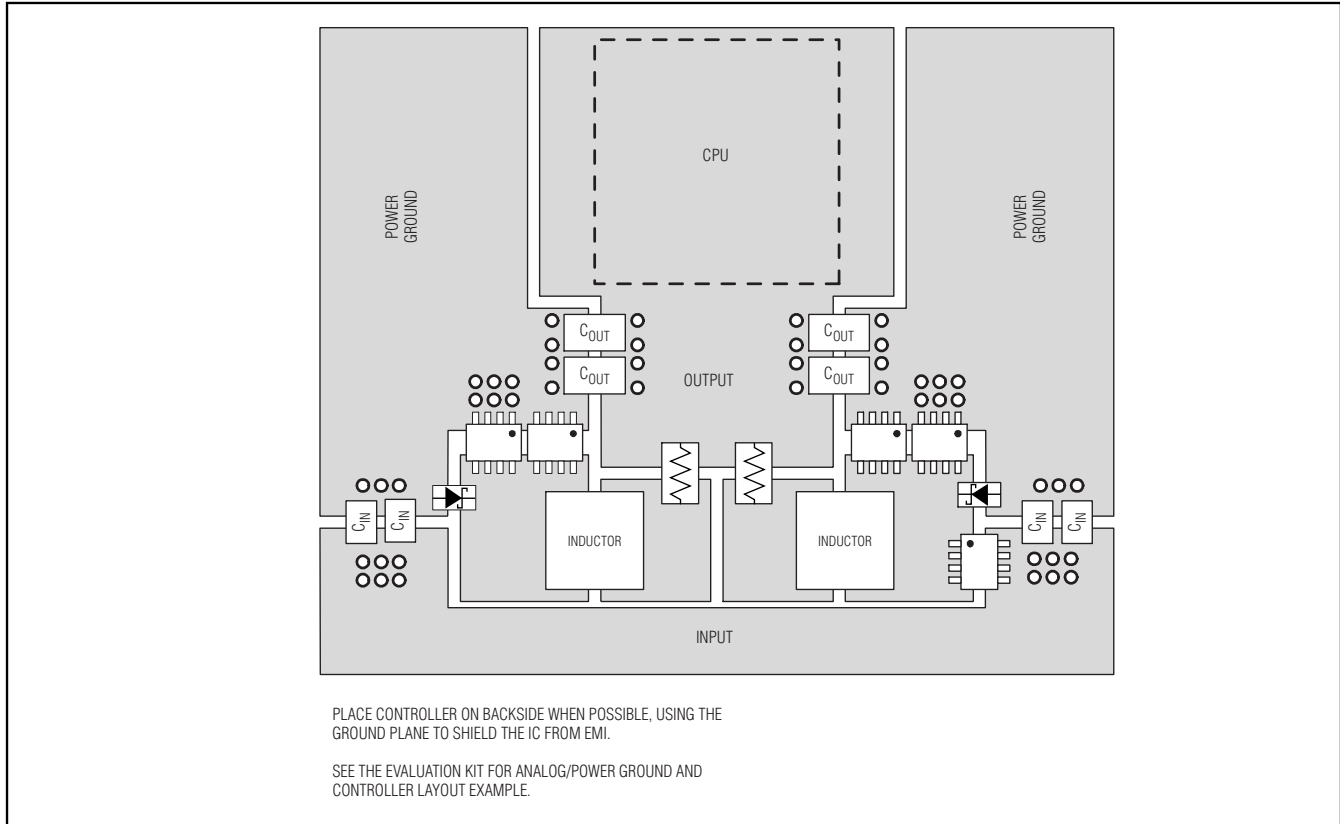 CPU
POWER
GROUND
POWER
GROUND
COUT
COUT
COUT
COUT
OUTPUT
CIN
CIN
CIN
CIN
INDUCTOR
INDUCTOR
INPUT
PLACE CONTROLLER ON BACKSIDE WHEN POSSIBLE, USING THE
GROUND PLANE TO SHIELD THE IC FROM EMI.
SEE THE EVALUATION KIT FOR ANALOG/POWER GROUND AND
CONTROLLER LAYOUT EXAMPLE.